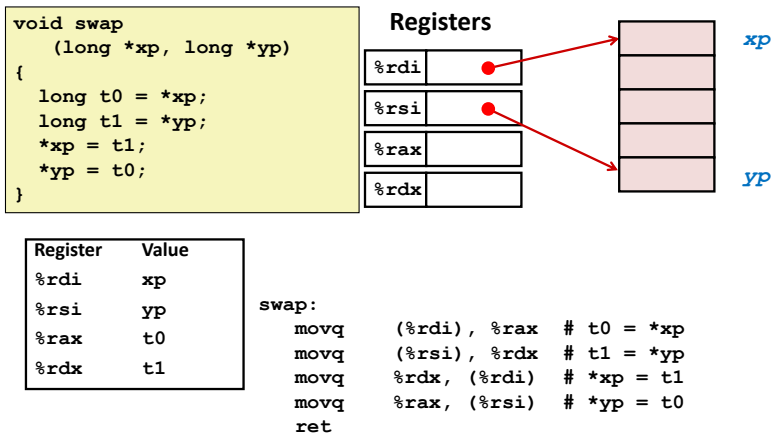 void swap
(long *xp, long *yp)
{
long t0 = *xp;
long t1 = *yp;
*xp = t1;
*yp = t0;
}
Registers
%rdi
%rsi
%rax
%rdx
xp
yp
Register Value
%rdi xp
%rsi yp
%rax t0
%rdx t1
swap:
movq (%rdi), %rax # t0 = *xp
movq (%rsi), %rdx # t1 = *yp
movq %rdx, (%rdi) # *xp = t1
movq %rax, (%rsi) # *yp = t0
ret